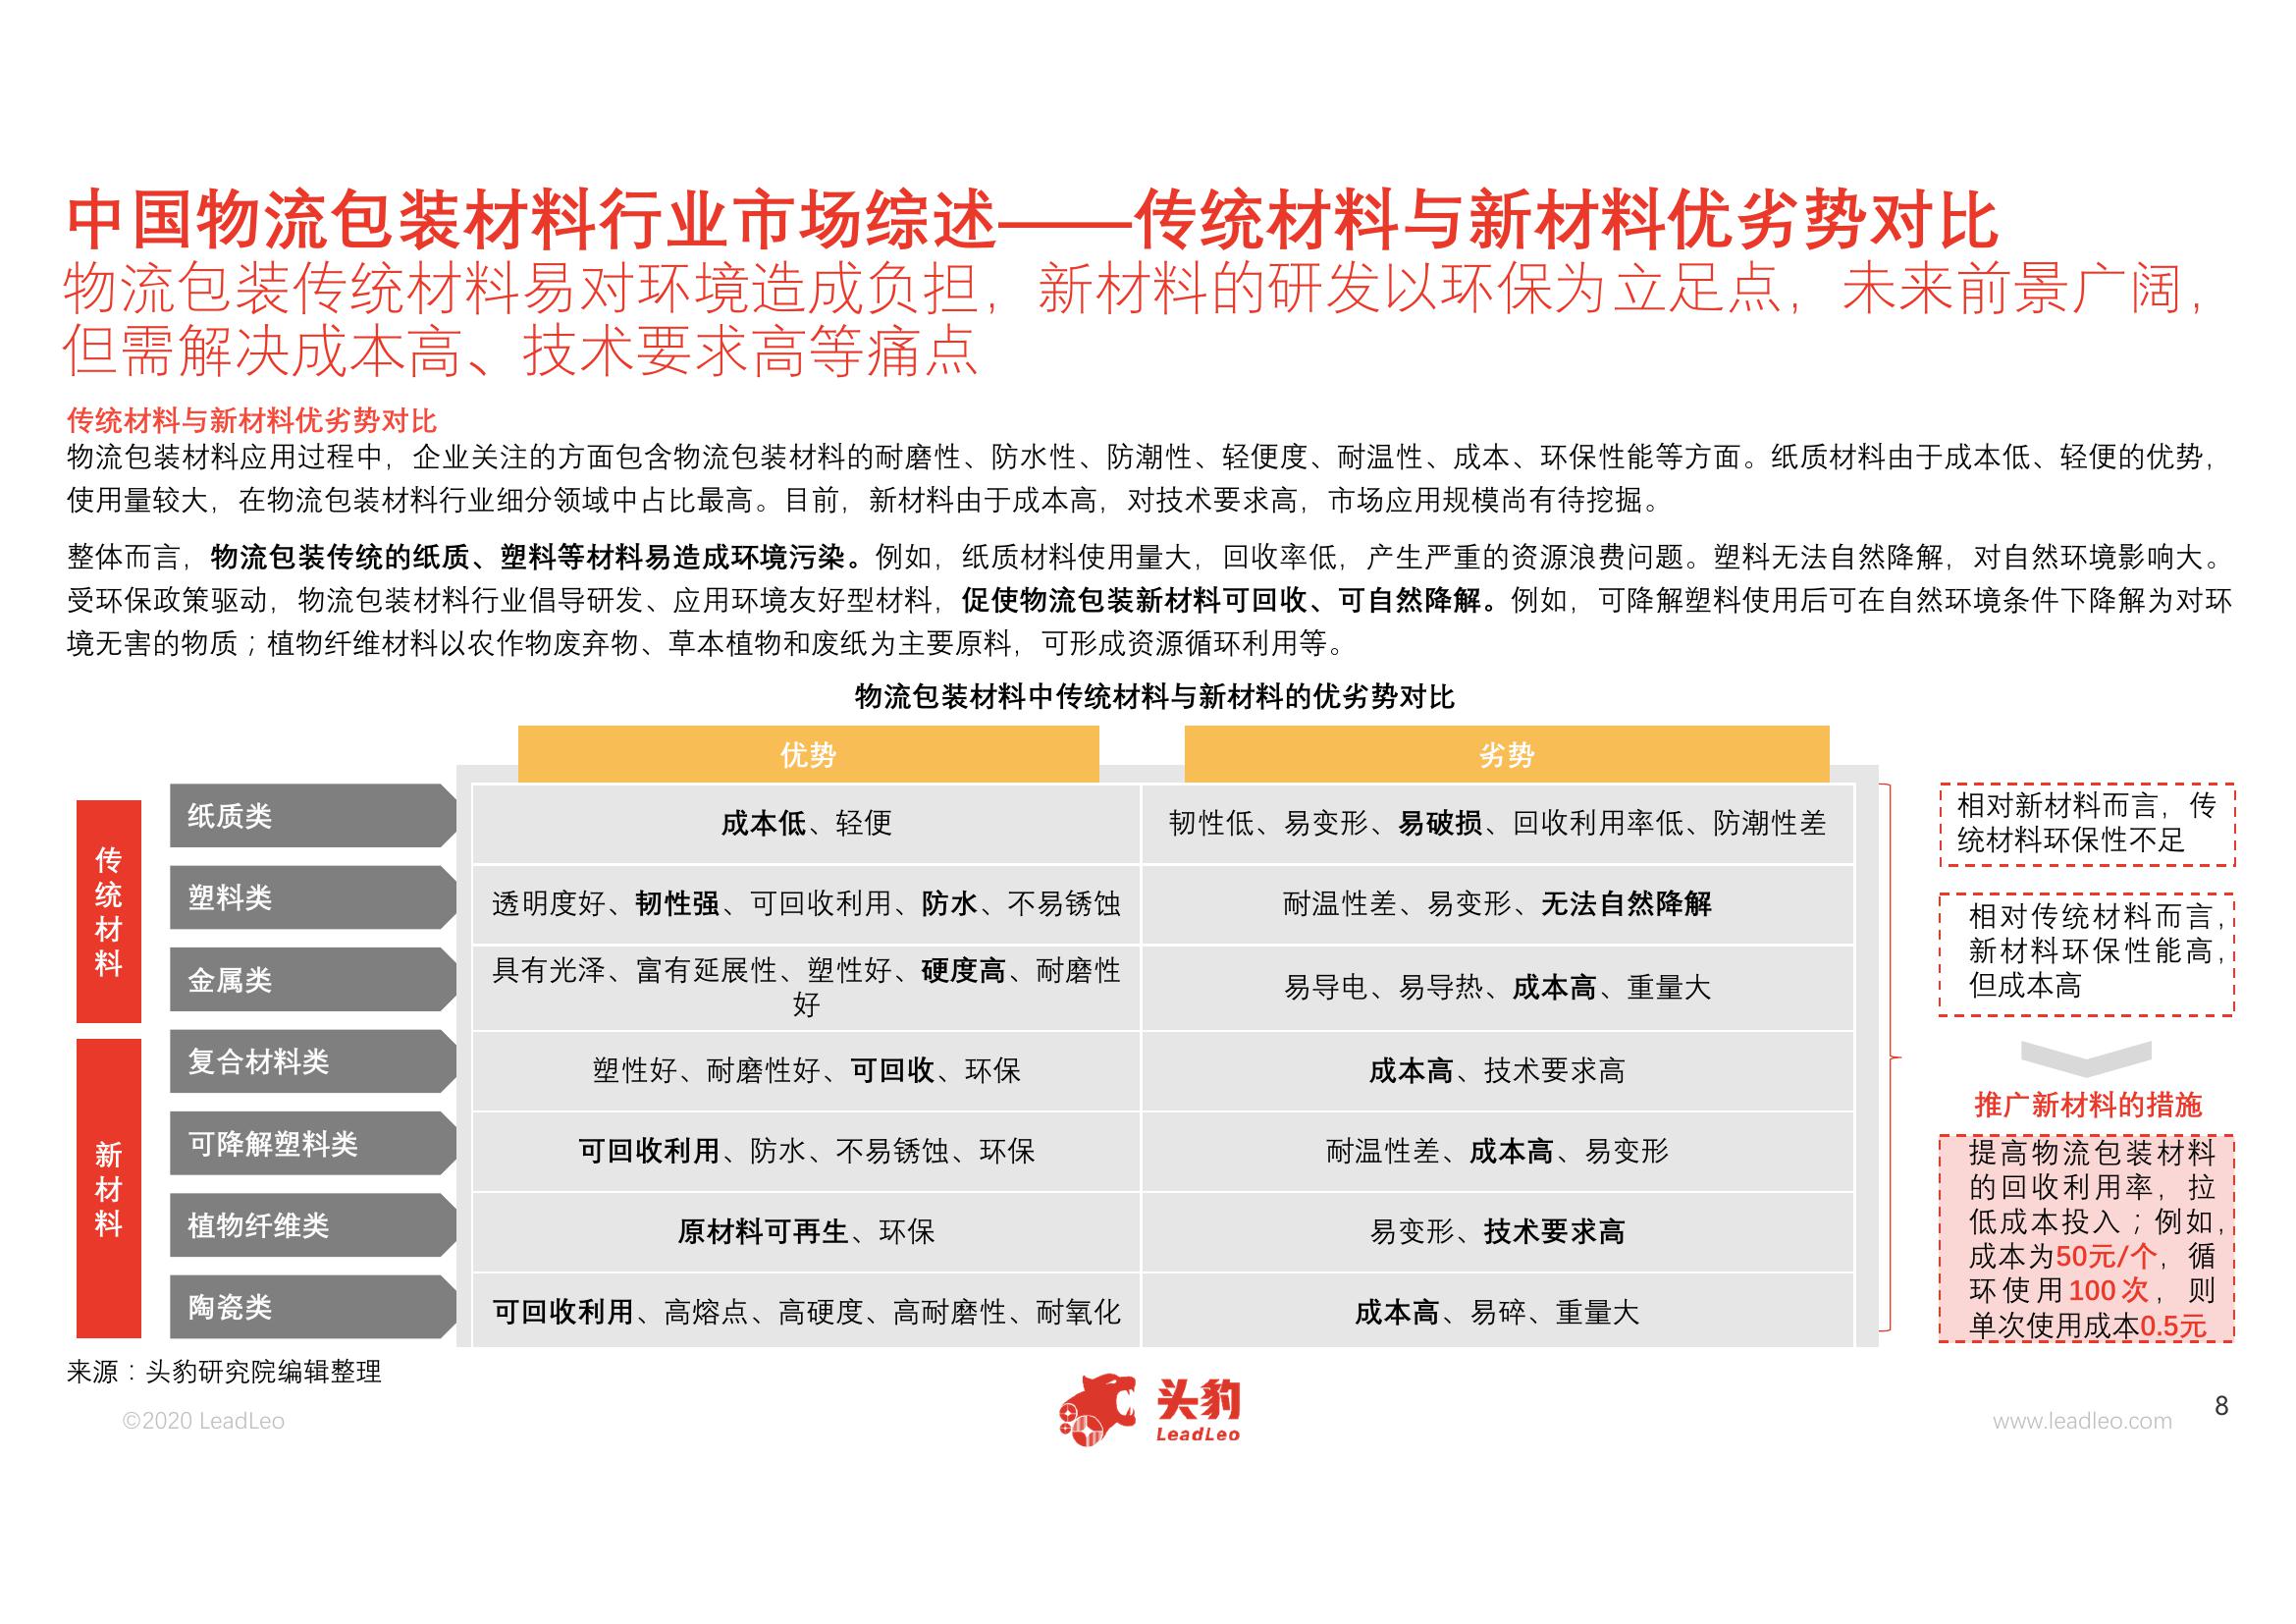 中国物流包装材料行业市场综述——传统材料与新材料优劣势对比
物流包装传统材料易对环境造成负担，新材料的研发以环保为立足点，未来前景广阔，
但需解决成本高、技术要求高等痛点
传统材料与新材料优劣势对比
物流包装材料应用过程中，企业关注的方面包含物流包装材料的耐磨性、防水性、防潮性、轻便度、耐温性、成本、环保性能等方面。纸质材料由于成本低、轻便的优势，
使用量较大，在物流包装材料行业细分领域中占比最高。目前，新材料由于成本高，对技术要求高，市场应用规模尚有待挖掘。
整体而言，物流包装传统的纸质、塑料等材料易造成环境污染。例如，纸质材料使用量大，回收率低，产生严重的资源浪费问题。塑料无法自然降解，对自然环境影响大。
受环保政策驱动，物流包装材料行业倡导研发、应用环境友好型材料，促使物流包装新材料可回收、可自然降解。例如，可降解塑料使用后可在自然环境条件下降解为对环
境无害的物质；植物纤维材料以农作物废弃物、草本植物和废纸为主要原料，可形成资源循环利用等。
物流包装材料中传统材料与新材料的优劣势对比
优势
劣势
传统材料
纸质类
成本低、轻便
韧性低、易变形、易破损、回收利用率低、防潮性差
塑料类
透明度好、韧性强、可回收利用、防水、不易锈蚀
耐温性差、易变形、无法自然降解
金属类
具有光泽、富有延展性、塑性好、硬度高、耐磨性
好
易导电、易导热、成本高、重量大
新材料
复合材料类
塑性好、耐磨性好、可回收、环保
成本高、技术要求高
可降解塑料类
可回收利用、防水、不易锈蚀、环保
耐温性差、成本高、易变形
植物纤维类
原材料可再生、环保
易变形、技术要求高
陶瓷类
可回收利用、高熔点、高硬度、高耐磨性、耐氧化
成本高、易碎、重量大
相对新材料而言，传
统材料环保性不足
相对传统材料而言，
新材料环保性能高，
但成本高
推广新材料的措施
提高物流包装材料
的回收利用率，拉
低成本投入；例如，
成本为50元/个，循
环使用100次，则
单次使用成本0.5元
来源：头豹研究院编辑整理
©2020 LeadLeo
头豹
LeadLeo
www.leadleo.com
8